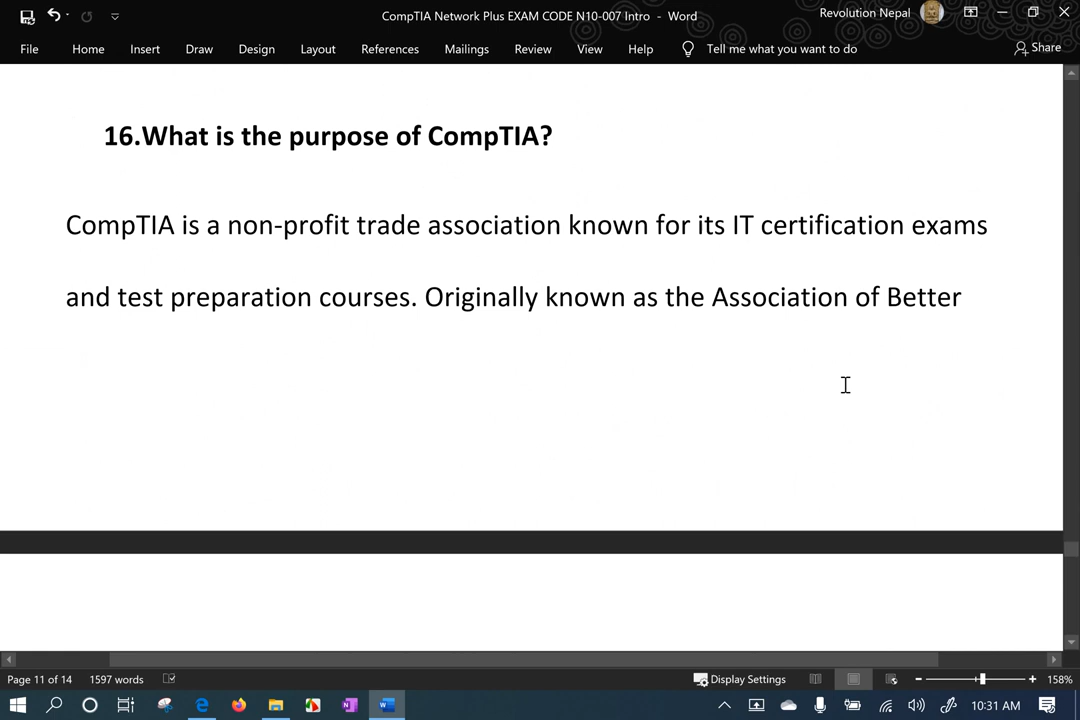 CompTIA Network Plus EXAM CODE N10-007 Intro - Word
Revolution Nepal
File Home Insert Draw Design Layout References Mailings Review View Help Tell me what you want to do Share
16.What is the purpose of CompTIA?
CompTIA is a non-profit trade association known for its IT certification exams
and test preparation courses. Originally known as the Association of Better
Page 11 of 14 1597 words Display Settings 158%
10:31 AM